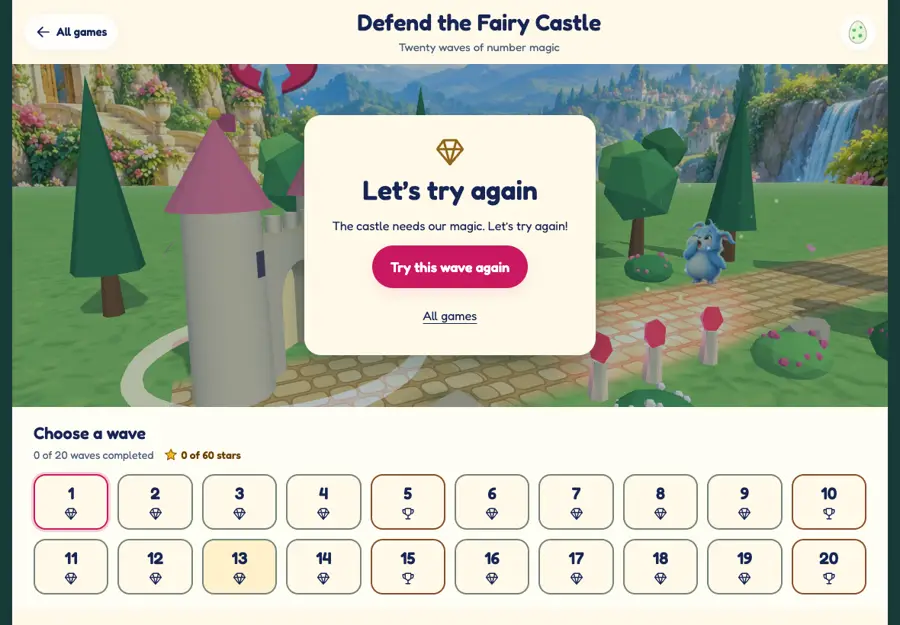 All games
Defend the Fairy Castle
Twenty waves of number magic
Let's try again
The castle needs our magic. Let's try again!
Try this wave again
All games
Choose a wave
0 of 20 waves completed 0 of 60 stars
1 2 3 4 5 6 7 8 9 10
11 12 13 14 15 16 17 18 19 20